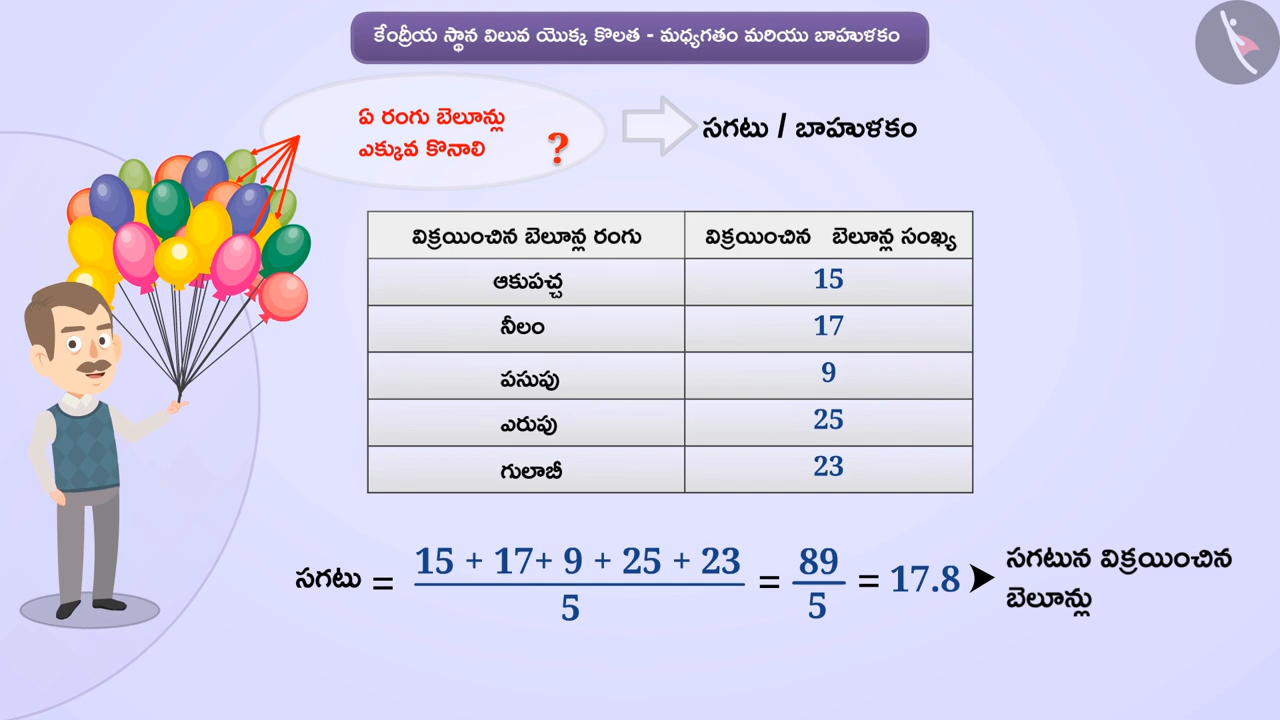 కేంద్రీయ స్థాన విలువ యొక్క కొలత - మధ్యగతం మరియు బాహుళకం
ఏ రంగు బెలూన్లు
ఎక్కువ కొనాలి ?
సగటు / బాహుళకం
విక్రయించిన బెలూన్ల రంగు విక్రయించిన బెలూన్ల సంఖ్య
ఆకుపచ్చ 15
నీలం 17
పసుపు 9
ఎరుపు 25
గులాబీ 23
సగటు = 15 + 17+ 9 + 25 + 23 / 5 = 89 / 5 = 17.8
సగటున విక్రయించిన
బెలూన్లు